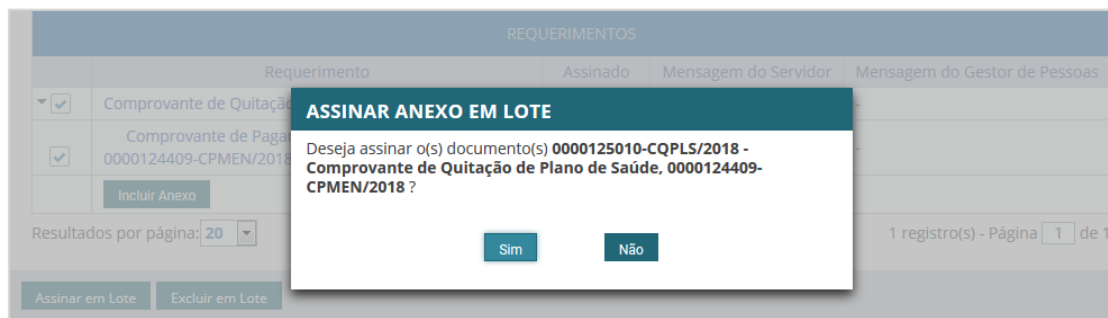 REQUERIMENTOS
Requerimento Assinado Mensagem do Servidor Mensagem do Gestor de Pessoas
Comprovante de Quitação
ASSINAR ANEXO EM LOTE
Comprovante de Pagam
0000124409-CPMEN/2018
Deseja assinar o(s) documento(s) 0000125010-CQPLS/2018 -
Comprovante de Quitação de Plano de Saúde, 0000124409-
CPMEN/2018 ?
Incluir Anexo
Sim Não
Resultados por página: 20
1 registro(s) - Página 1 de 1
Assinar em Lote Excluir em Lote